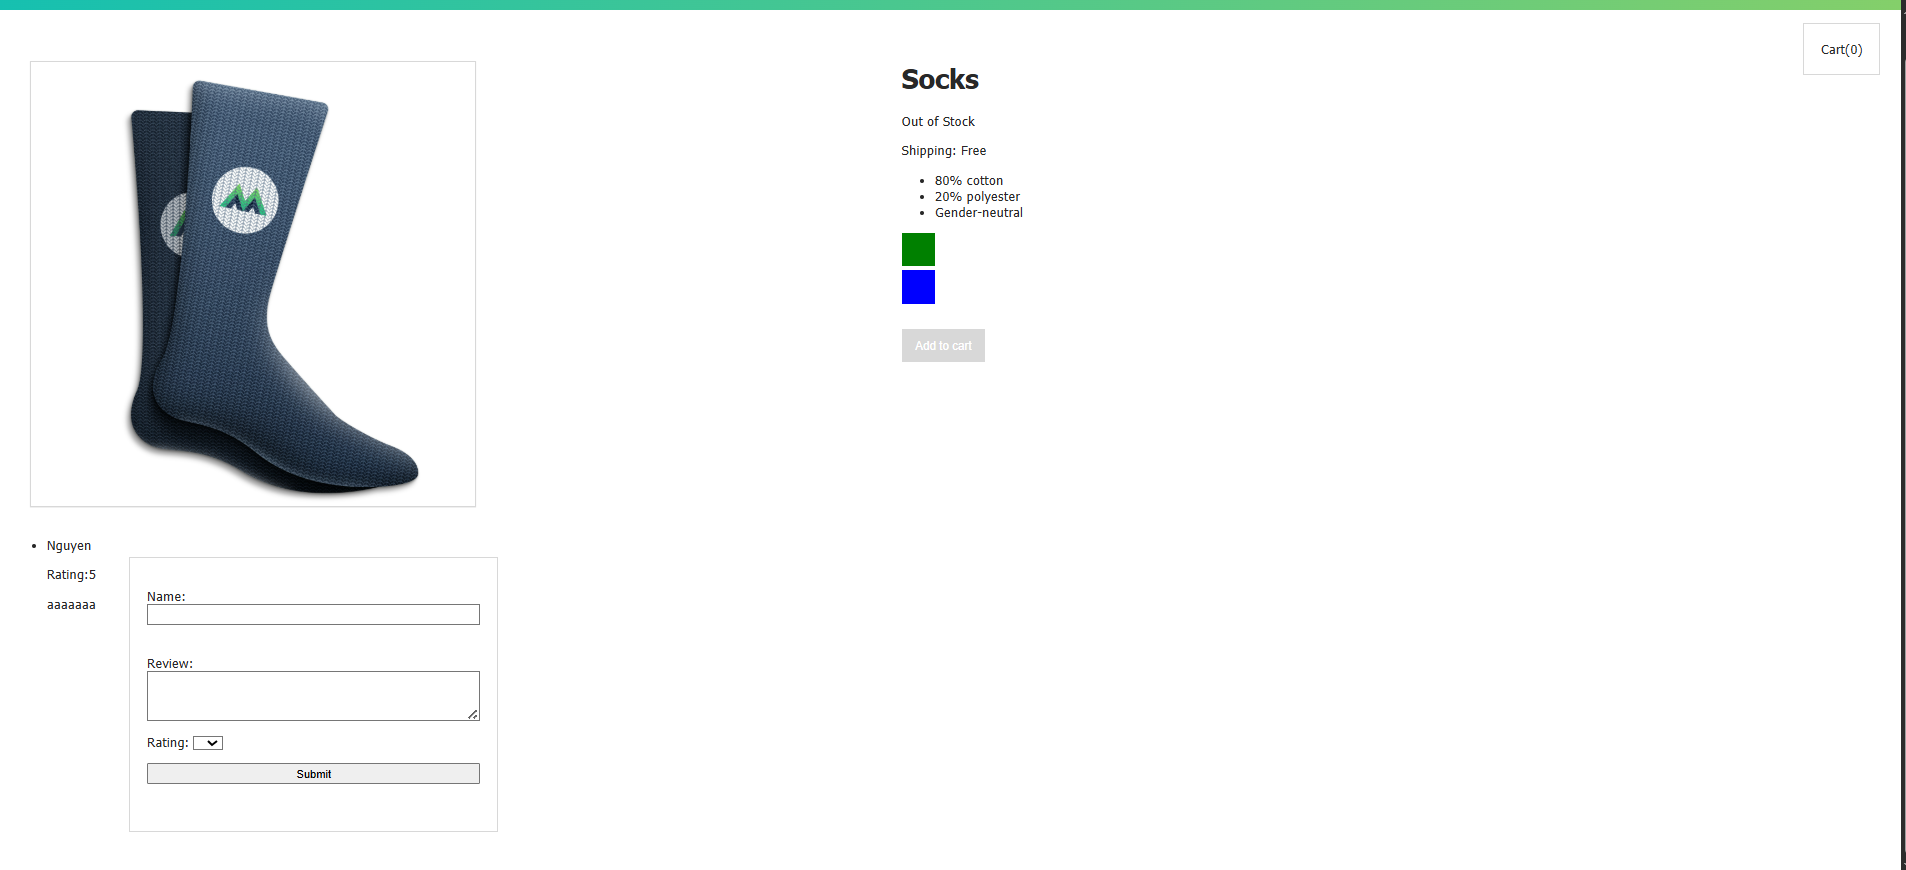 Cart(0)
Socks
Out of Stock
Shipping: Free
80% cotton
20% polyester
Gender-neutral
Add to cart
Nguyen
Rating:5
aaaaaaa
Name:
Review:
Rating:
Submit